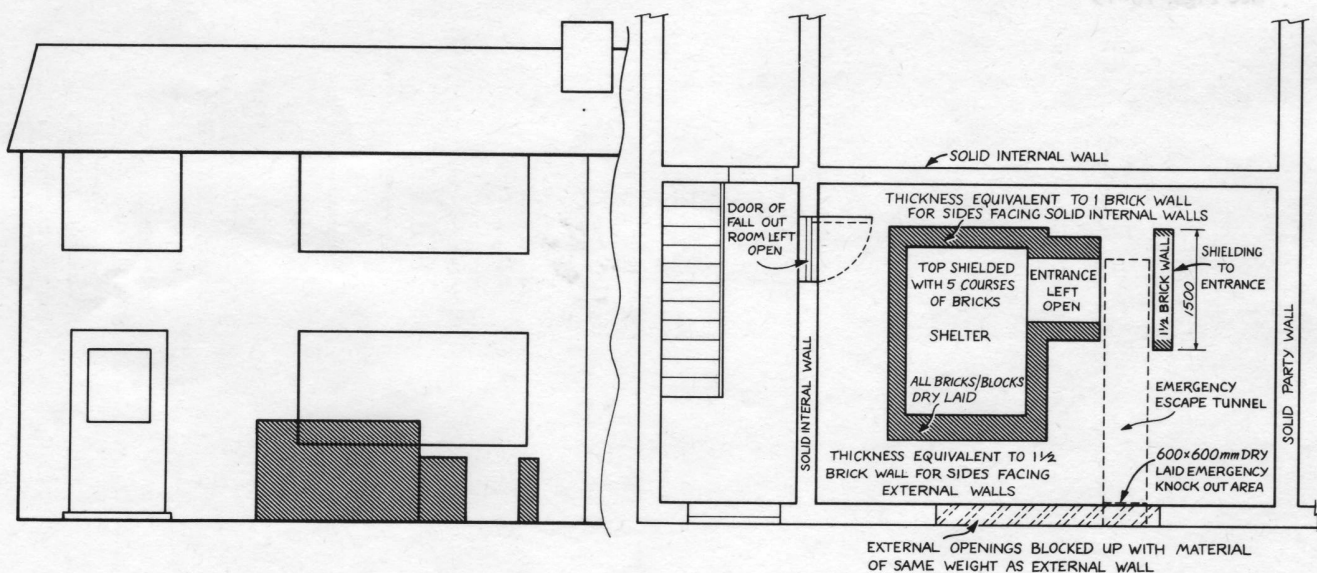 SOLID INTERNAL WALL
THICKNESS EQUIVALENT TO 1 BRICK WALL
FOR SIDES FACING SOLID INTERNAL WALLS
DOOR OF
FALL OUT
ROOM LEFT
OPEN
TOP SHIELDED
WITH 5 COURSES
OF BRICKS
SHELTER
ENTRANCE
LEFT
OPEN
1½ BRICK WALL
1500
SHIELDING
TO
ENTRANCE
ALL BRICKS/BLOCKS
DRY LAID
SOLID INTERAL WALL
SOLID PARTY WALL
EMERGENCY
ESCAPE TUNNEL
THICKNESS EQUIVALENT TO 1½
BRICK WALL FOR SIDES FACING
EXTERNAL WALLS
600×600mm DRY
LAID EMERGENCY
KNOCK OUT AREA
EXTERNAL OPENINGS BLOCKED UP WITH MATERIAL
OF SAME WEIGHT AS EXTERNAL WALL